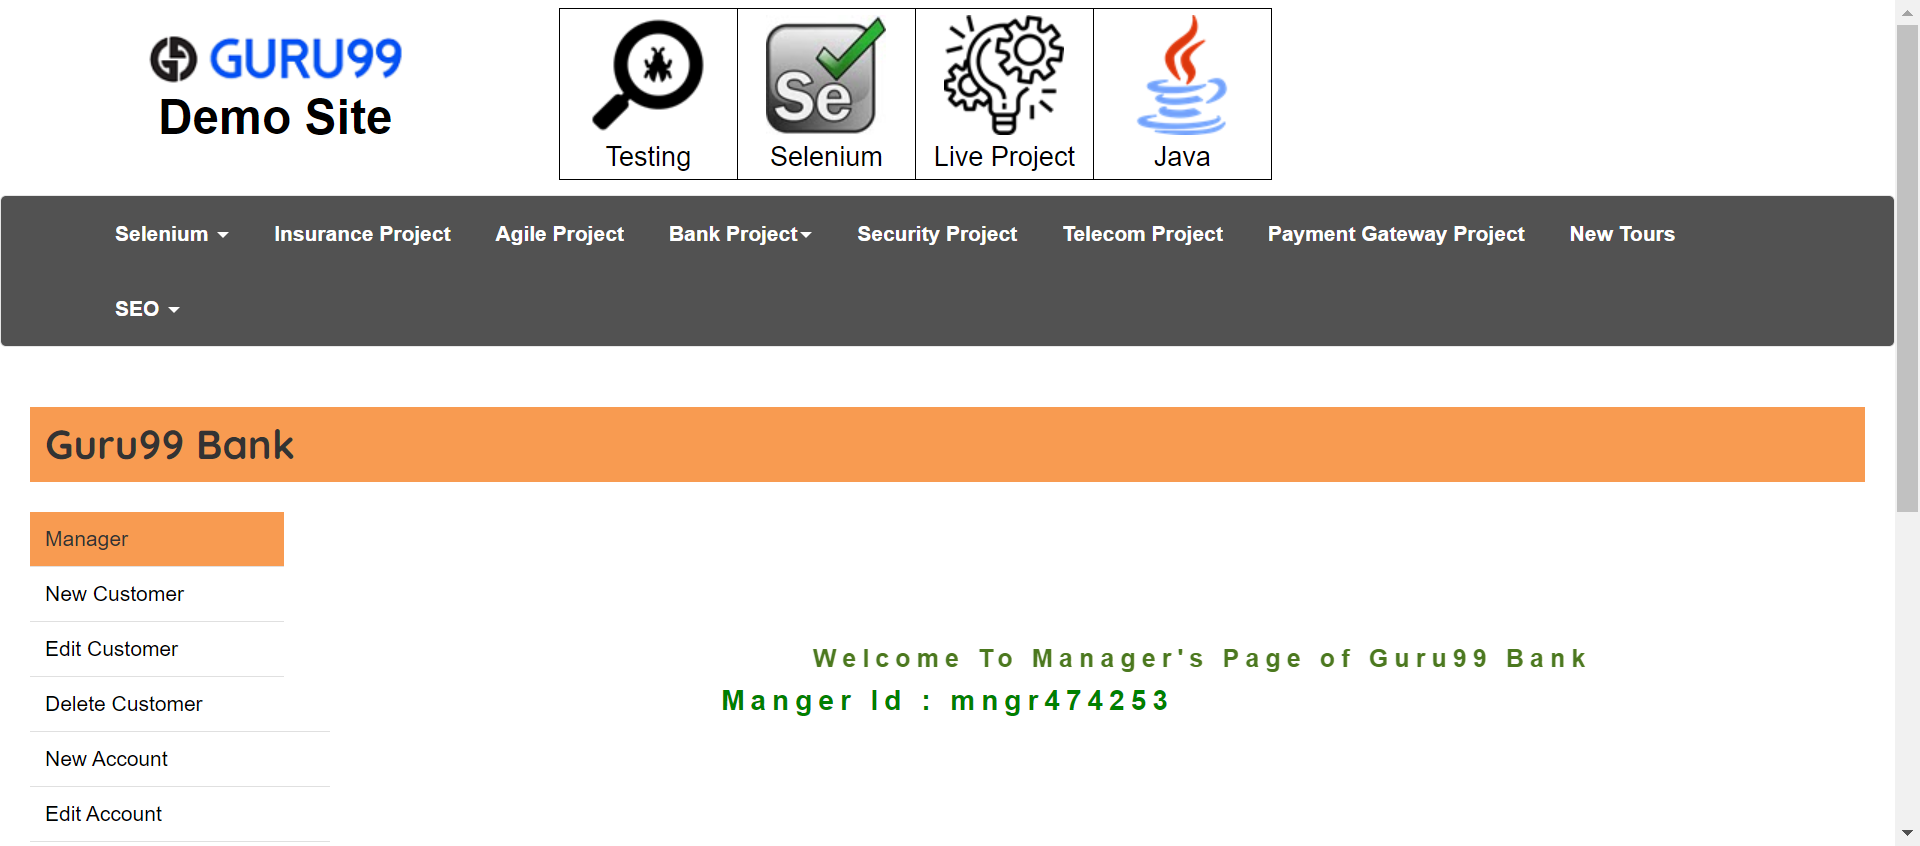 GURU99
Demo Site
Se
Testing
Selenium
Live Project
Java
Selenium
Insurance Project
Agile Project
Bank Project
Security Project
Telecom Project
Payment Gateway Project
New Tours
SEO
Guru99 Bank
Manager
New Customer
Edit Customer
Delete Customer
New Account
Edit Account
Welcome To Manager's Page of Guru99 Bank
Manger Id : mngr474253